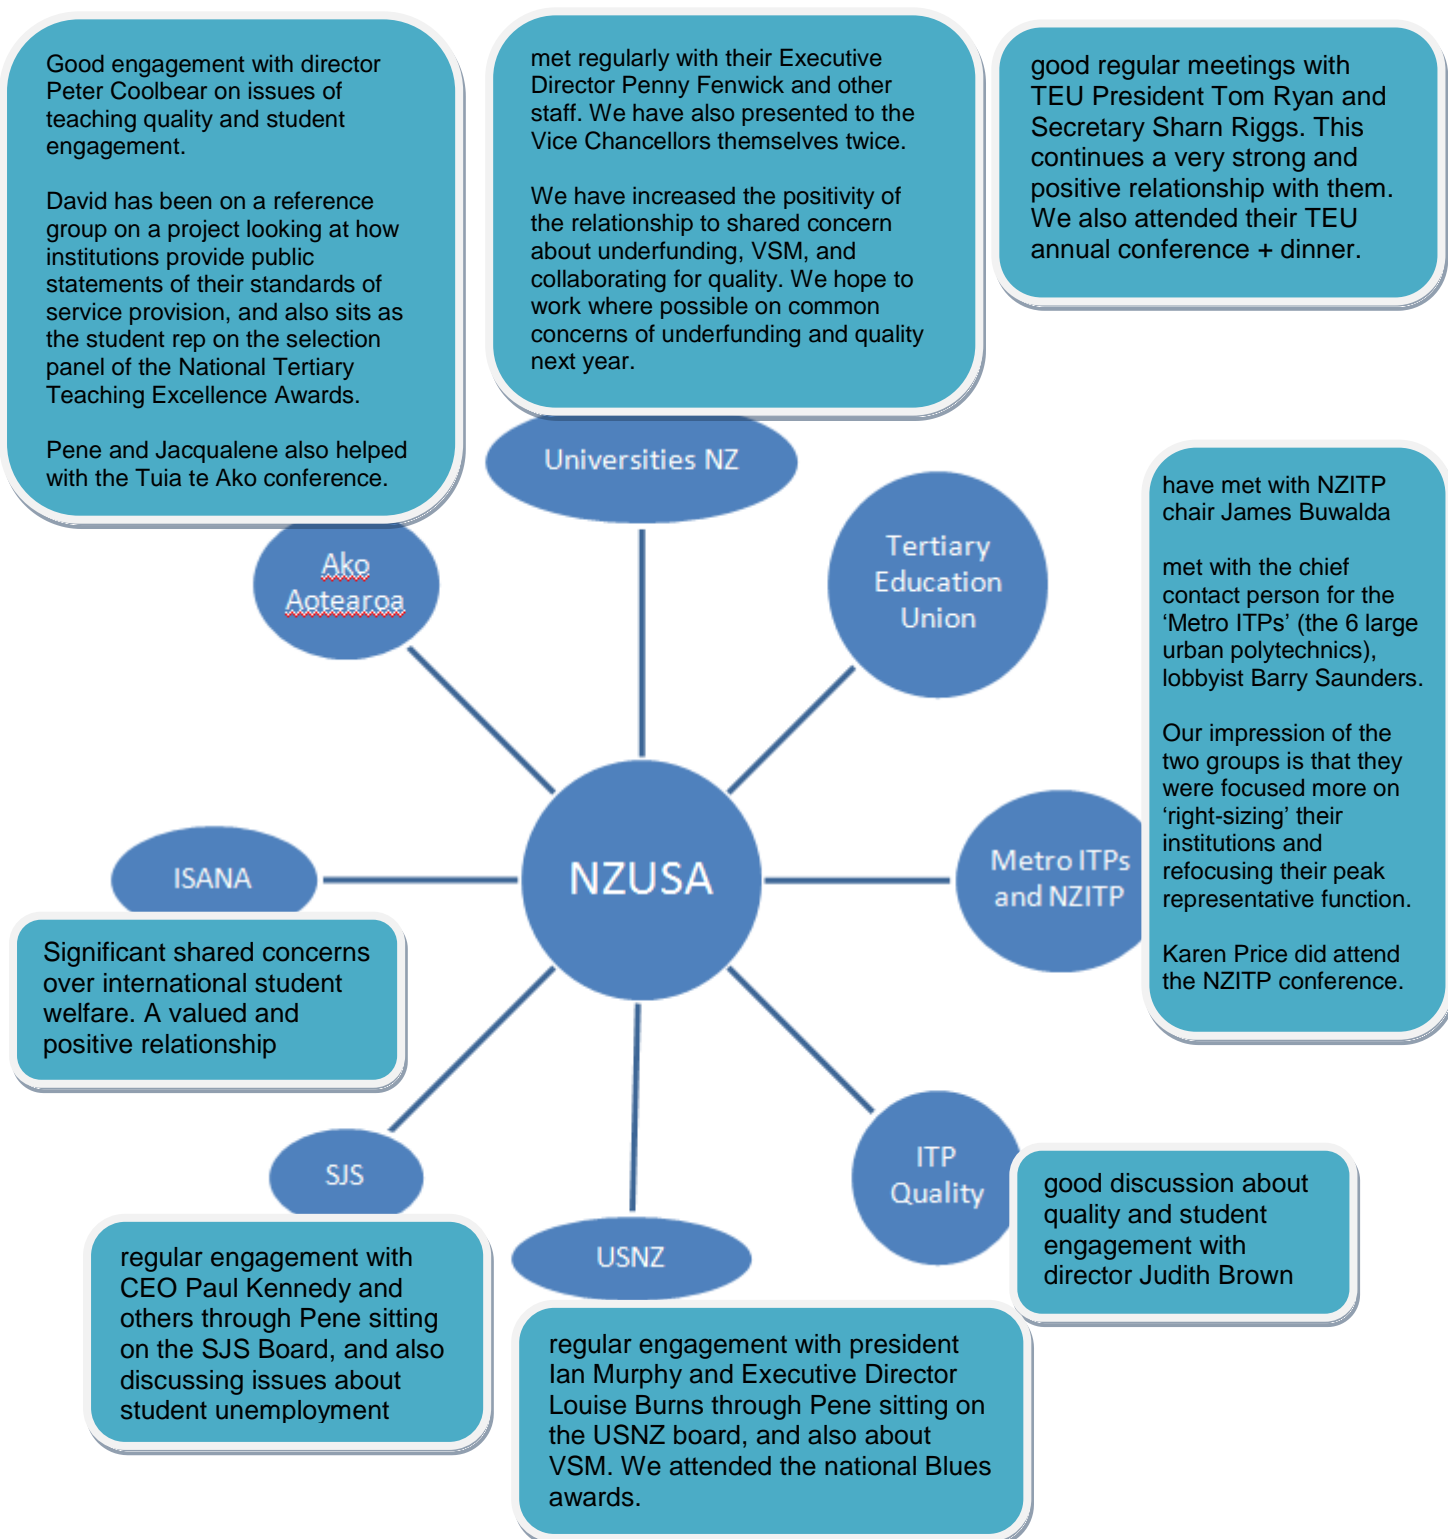 Good engagement with director
Peter Coolbear on issues of
teaching quality and student
engagement.
David has been on a reference
group on a project looking at how
institutions provide public
statements of their standards of
service provision, and also sits as
the student rep on the selection
panel of the National Tertiary
Teaching Excellence Awards.
Pene and Jacqualene also helped
with the Tuia te Ako conference.
met regularly with their Executive
Director Penny Fenwick and other
staff. We have also presented to the
Vice Chancellors themselves twice.
We have increased the positivity of
the relationship to shared concern
about underfunding, VSM, and
collaborating for quality. We hope to
work where possible on common
concerns of underfunding and quality
next year.
good regular meetings with
TEU President Tom Ryan and
Secretary Sharn Riggs. This
continues a very strong and
positive relationship with them.
We also attended their TEU
annual conference + dinner.
Universities NZ
Ako
Aotearoa
Tertiary
Education
Union
have met with NZITP
chair James Buwalda
met with the chief
contact person for the
‘Metro ITPs’ (the 6 large
urban polytechnics),
lobbyist Barry Saunders.
Our impression of the
two groups is that they
were focused more on
‘right-sizing’ their
institutions and
refocusing their peak
representative function.
Karen Price did attend
the NZITP conference.
ISANA
NZUSA
Metro ITPs
and NZITP
Significant shared concerns
over international student
welfare. A valued and
positive relationship
SJS
USNZ
ITP
Quality
good discussion about
quality and student
engagement with
director Judith Brown
regular engagement with
CEO Paul Kennedy and
others through Pene sitting
on the SJS Board, and also
discussing issues about
student unemployment
regular engagement with president
Ian Murphy and Executive Director
Louise Burns through Pene sitting on
the USNZ board, and also about
VSM. We attended the national Blues
awards.